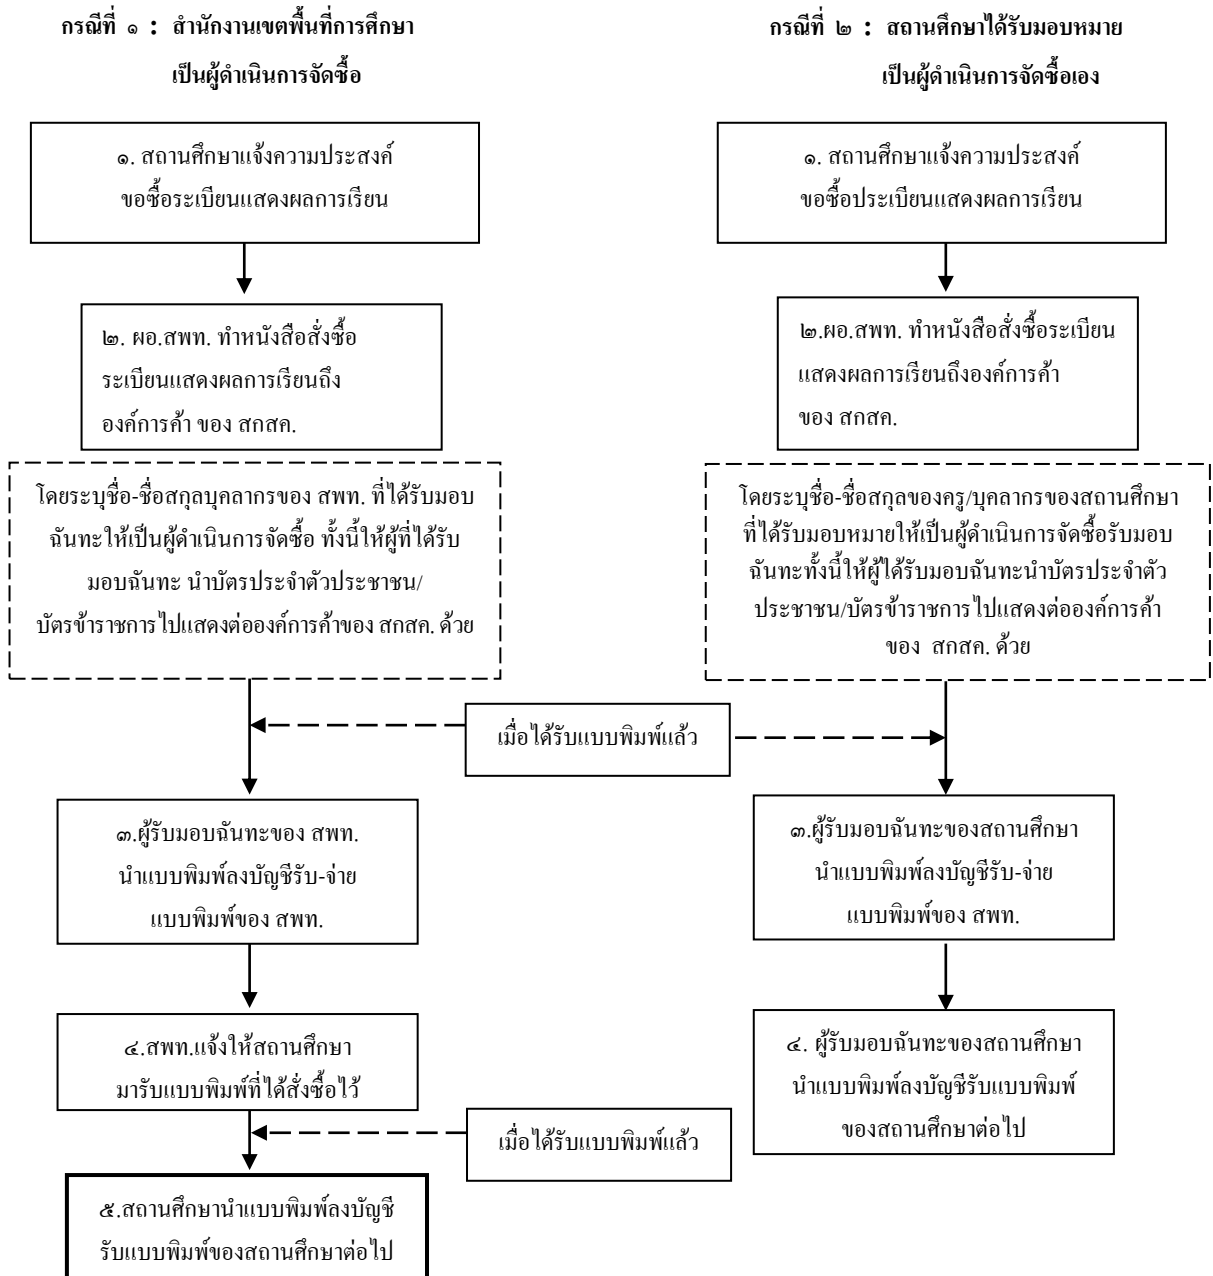 กรณีที่ ๑ : สำนักงานเขตพื้นที่การศึกษา
เป็นผู้ดำเนินการจัดซื้อ
๑. สถานศึกษาแจ้งความประสงค์
ขอซื้อระเบียนแสดงผลการเรียน
๒. ผอ.สพท. ทำหนังสือสั่งซื้อ
ระเบียนแสดงผลการเรียนถึง
องค์การค้า ของ สกสค.
โดยระบุชื่อ-ชื่อสกุลบุคลากรของ สพท. ที่ได้รับมอบ
ฉันทะให้เป็นผู้ดำเนินการจัดซื้อ ทั้งนี้ให้ผู้ที่ได้รับ
มอบฉันทะ นำบัตรประจำตัวประชาชน/
บัตรข้าราชการไปแสดงต่อองค์การค้าของ สกสค. ด้วย
เมื่อได้รับแบบพิมพ์แล้ว
๓.ผู้รับมอบฉันทะของ สพท.
นำแบบพิมพ์ลงบัญชีรับ-จ่าย
แบบพิมพ์ของ สพท.
๔.สพท.แจ้งให้สถานศึกษา
มารับแบบพิมพ์ที่ได้สั่งซื้อไว้
เมื่อได้รับแบบพิมพ์แล้ว
๕.สถานศึกษานำแบบพิมพ์ลงบัญชี
รับแบบพิมพ์ของสถานศึกษาต่อไป
กรณีที่ ๒ : สถานศึกษาได้รับมอบหมาย
เป็นผู้ดำเนินการจัดซื้อเอง
๑. สถานศึกษาแจ้งความประสงค์
ขอซื้อประเบียนแสดงผลการเรียน
๒.ผอ.สพท. ทำหนังสือสั่งซื้อระเบียน
แสดงผลการเรียนถึงองค์การค้า
ของ สกสค.
โดยระบุชื่อ-ชื่อสกุลของครู/บุคลากรของสถานศึกษา
ที่ได้รับมอบหมายให้เป็นผู้ดำเนินการจัดซื้อรับมอบ
ฉันทะทั้งนี้ให้ผู้ได้รับมอบฉันทะนำบัตรประจำตัว
ประชาชน/บัตรข้าราชการไปแสดงต่อองค์การค้า
ของ สกสค. ด้วย
๓.ผู้รับมอบฉันทะของสถานศึกษา
นำแบบพิมพ์ลงบัญชีรับ-จ่าย
แบบพิมพ์ของ สพท.
๔. ผู้รับมอบฉันทะของสถานศึกษา
นำแบบพิมพ์ลงบัญชีรับแบบพิมพ์
ของสถานศึกษาต่อไป